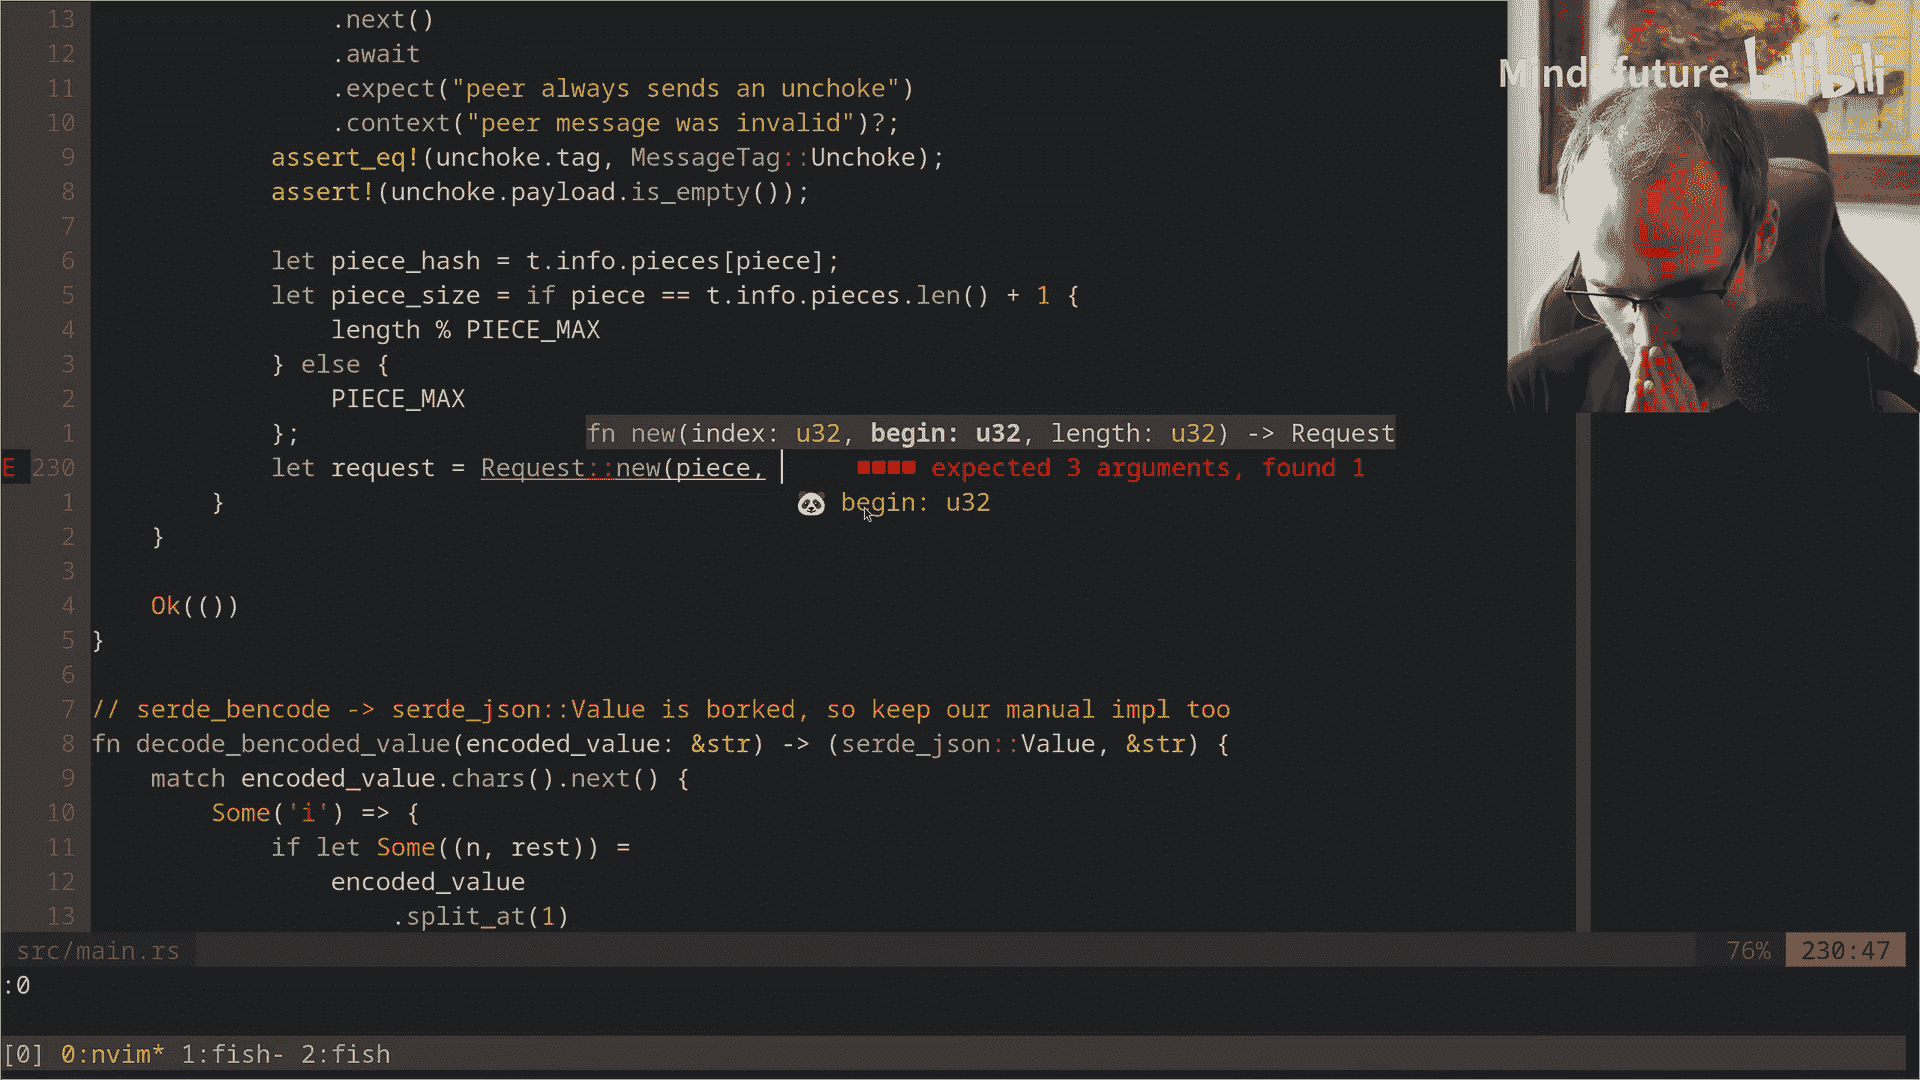 13 .next()
12 .await
11 .expect("peer always sends an unchoke")
10 .context("peer message was invalid")?;
9 assert_eq!(unchoke.tag, MessageTag::Unchoke);
8 assert!(unchoke.payload.is_empty());
7
6 let piece_hash = t.info.pieces[piece];
5 let piece_size = if piece == t.info.pieces.len() + 1 {
4 length % PIECE_MAX
3 } else {
2 PIECE_MAX
1 };
fn new(index: u32, begin: u32, length: u32) -> Request
E 230 let request = Request::new(piece, ■■■■ expected 3 arguments, found 1
1 }
🐼 begin: u32
2 }
3
4 Ok(())
5 }
6
7 // serde_bencode -> serde_json::Value is borked, so keep our manual impl too
8 fn decode_bencoded_value(encoded_value: &str) -> (serde_json::Value, &str) {
9 match encoded_value.chars().next() {
10 Some('i') => {
11 if let Some((n, rest)) =
12 encoded_value
13 .split_at(1)
src/main.rs 76% 230:47
:0
[0] 0:nvim* 1:fish- 2:fish
future
bilibili